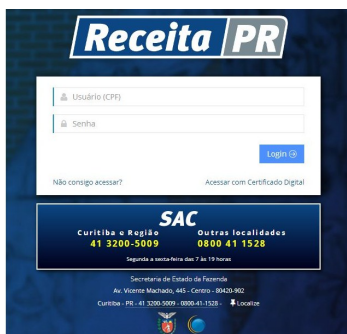 Receita PR
Usuário (CPF)
Senha
Login
Não consigo acessar? Acessar com Certificado Digital
SAC
Curitiba e Região Outras localidades
41 3200-5009 0800 41 1528
Segunda a sexta-feira das 7 às 19 horas
Secretaria de Estado da Fazenda
Av. Vicente Machado, 445 - Centro - 80420-902
Curitiba - PR - 41 3200-5009 - 0800-41-1528 - Localize